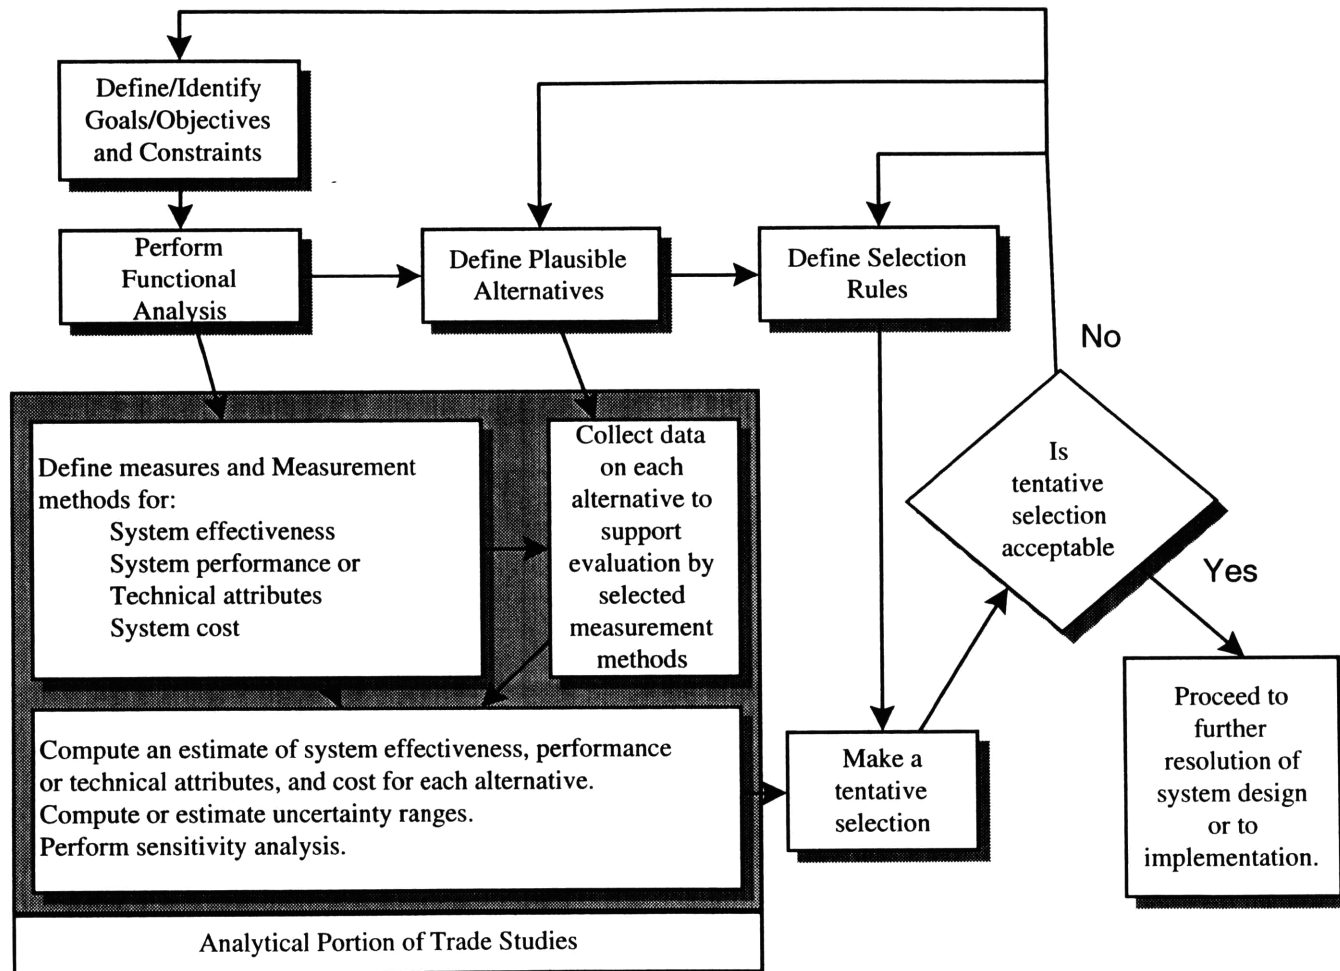 Define/Identify
Goals/Objectives
and Constraints
Perform
Functional
Analysis
Define Plausible
Alternatives
Define Selection
Rules
No
Is
tentative
selection
acceptable
Yes
Define measures and Measurement
methods for:
System effectiveness
System performance or
Technical attributes
System cost
Collect data
on each
alternative to
support
evaluation by
selected
measurement
methods
Compute an estimate of system effectiveness, performance
or technical attributes, and cost for each alternative.
Compute or estimate uncertainty ranges.
Perform sensitivity analysis.
Make a
tentative
selection
Proceed to
further
resolution of
system design
or to
implementation.
Analytical Portion of Trade Studies